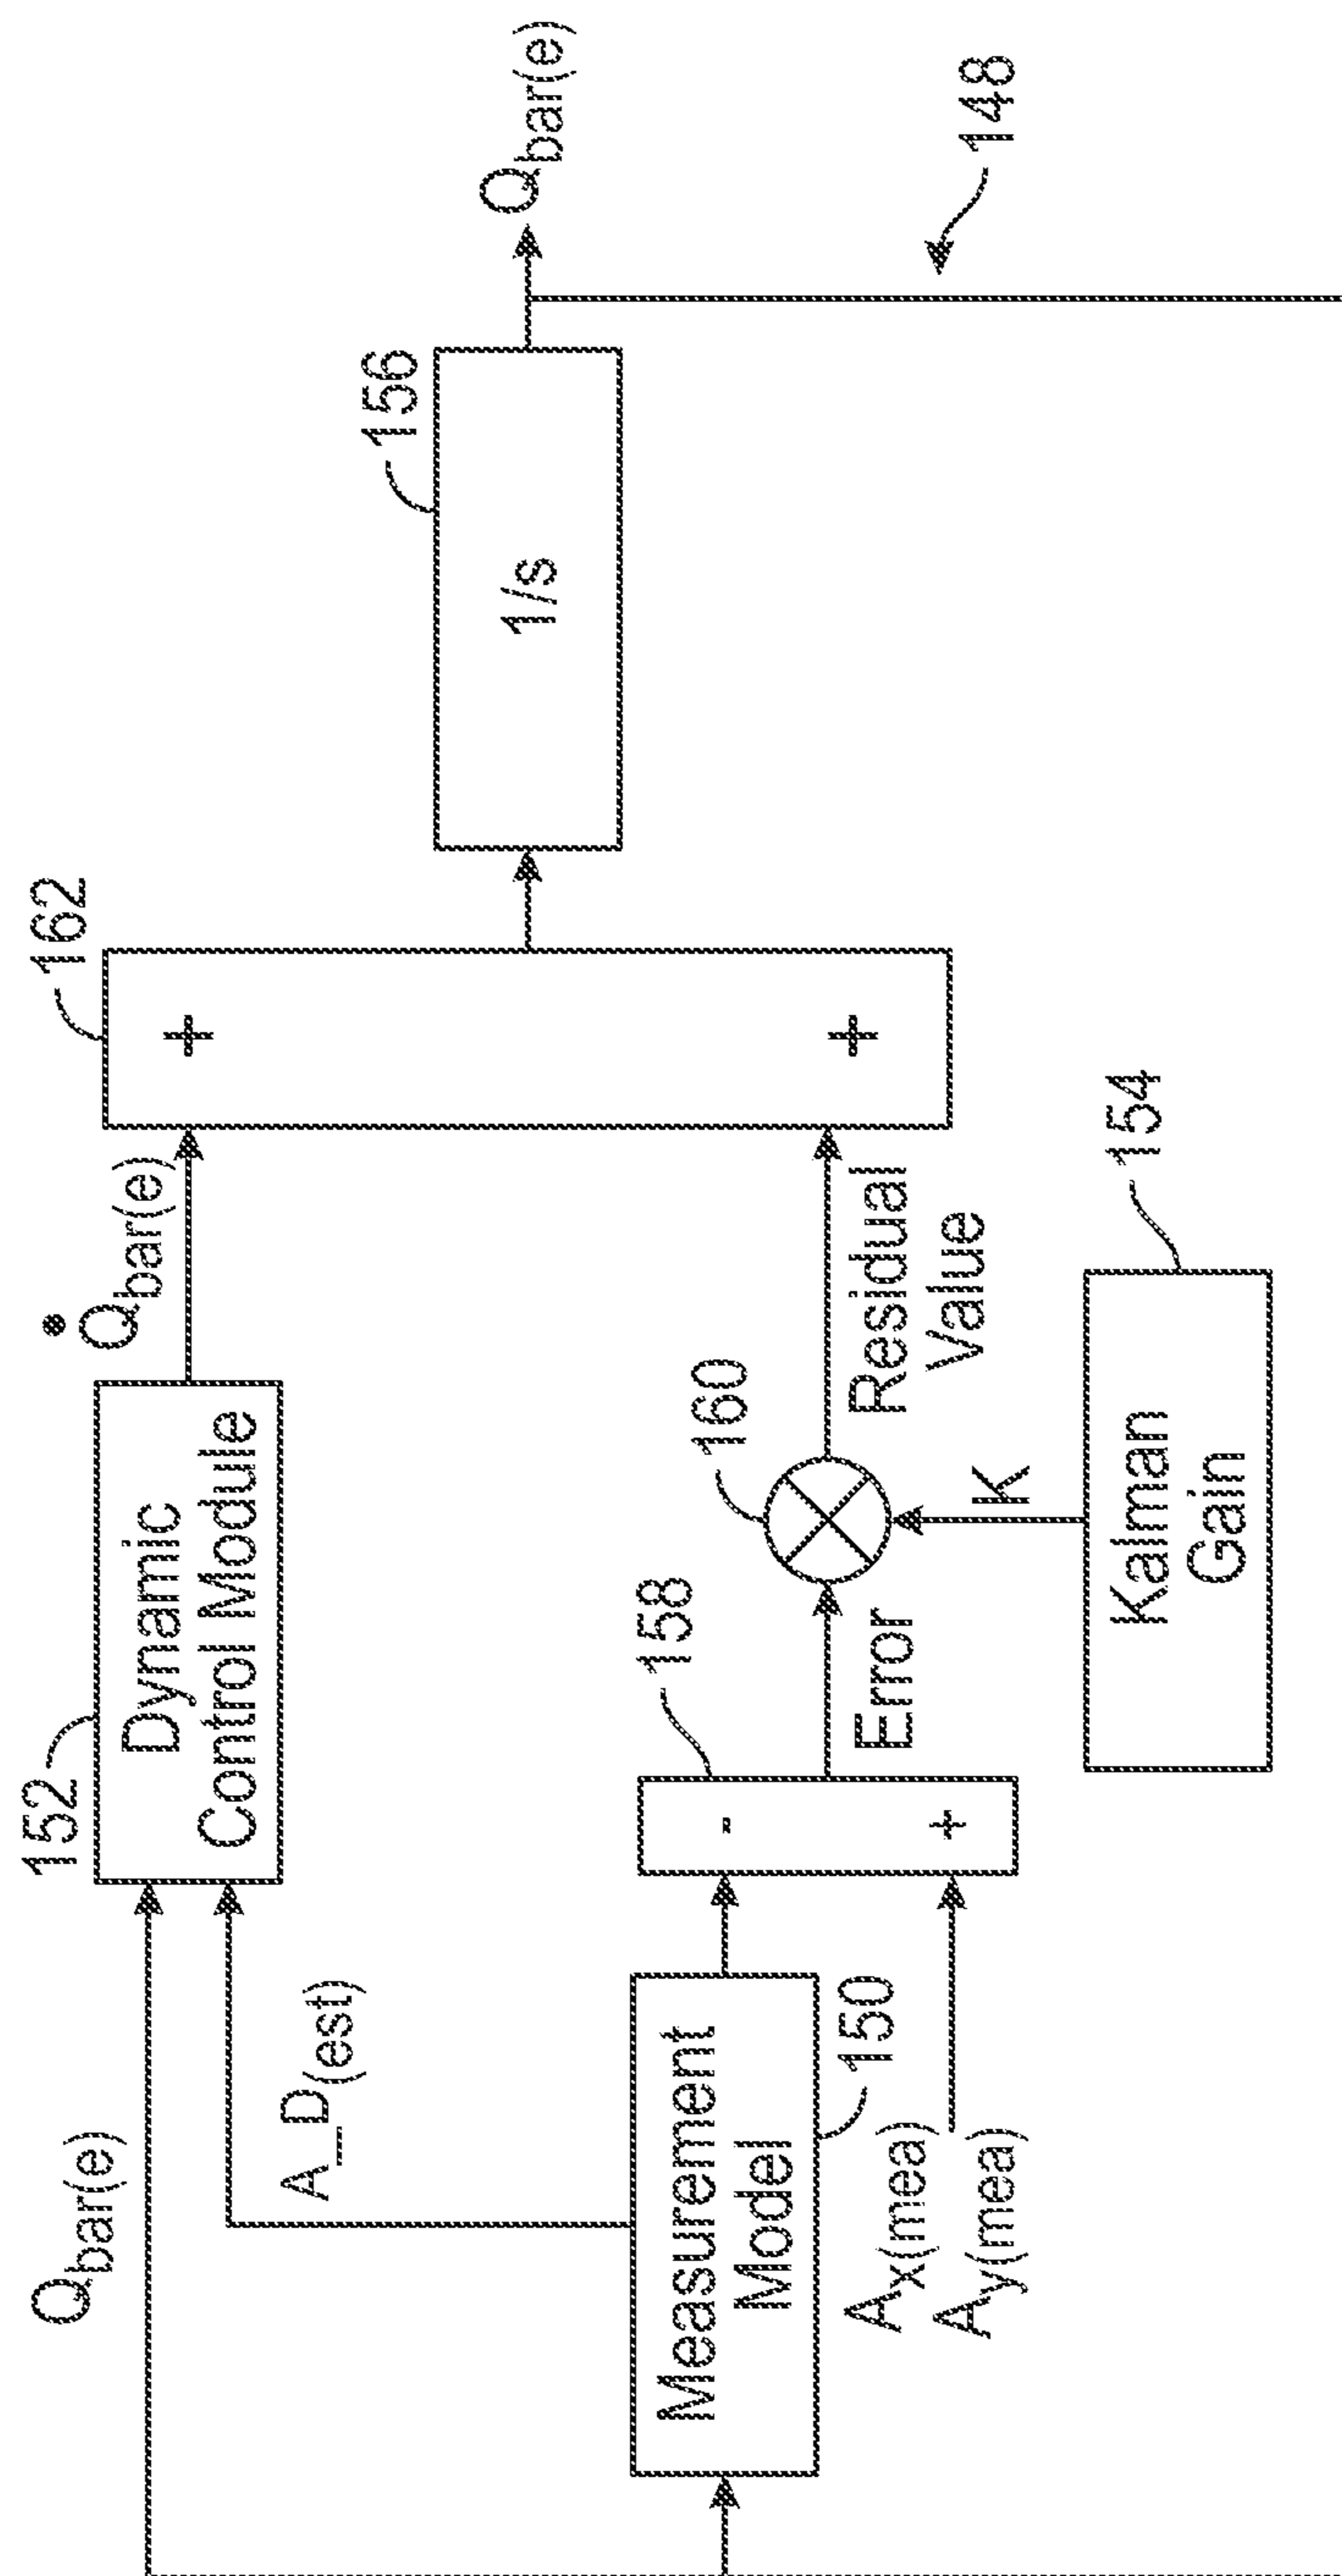 Q̇bar(e)
162
152
Dynamic
Control Module
+
Qbar(e)
156
Qbar(e)
1/s
A_D(est)
158
160
Measurement
Model
-
+
+
Error
Residual
Value
150
Ax(mea)
Ay(mea)
K
148
154
Kalman
Gain